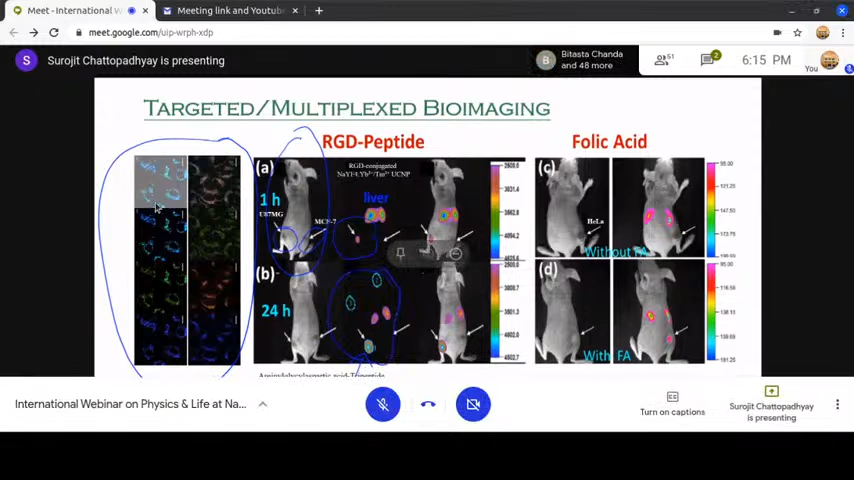 Meet - International W
Meeting link and Youtube
meet.google.com/uip-wrph-xdp
S
Surojit Chattopadhyay is presenting
B
Bitasta Chanda
and 48 more
51
2
6:15 PM
You
TARGETED/MULTIPLEXED BIOIMAGING
RGD-Peptide
Folic Acid
(a)
RGD-conjugated
liver
1 h
U87MG
MCF-7
(c)
HeLa
Without FA
(b)
24 h
(d)
With FA
International Webinar on Physics & Life at Na...
Turn on captions
Surojit Chattopadhyay
is presenting